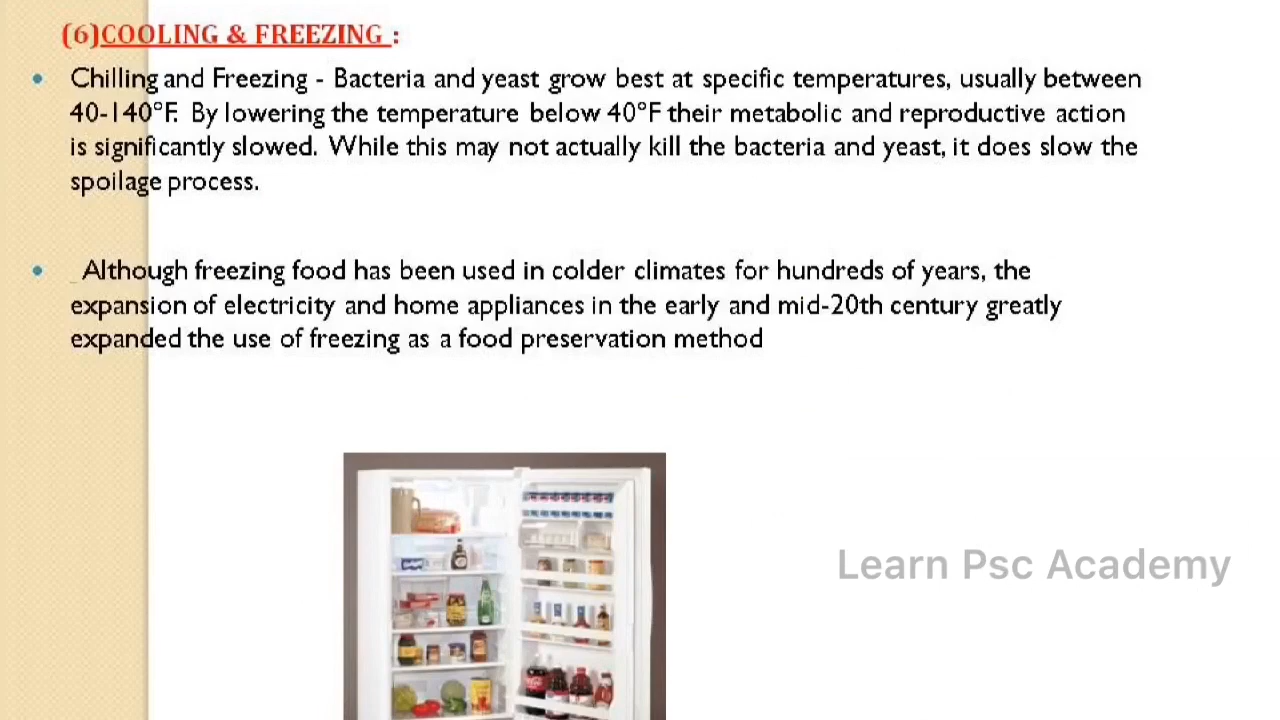 (6)COOLING & FREEZING :
• Chilling and Freezing - Bacteria and yeast grow best at specific temperatures, usually between
40-140°F. By lowering the temperature below 40°F their metabolic and reproductive action
is significantly slowed. While this may not actually kill the bacteria and yeast, it does slow the
spoilage process.
• Although freezing food has been used in colder climates for hundreds of years, the
expansion of electricity and home appliances in the early and mid-20th century greatly
expanded the use of freezing as a food preservation method
Learn Psc Academy